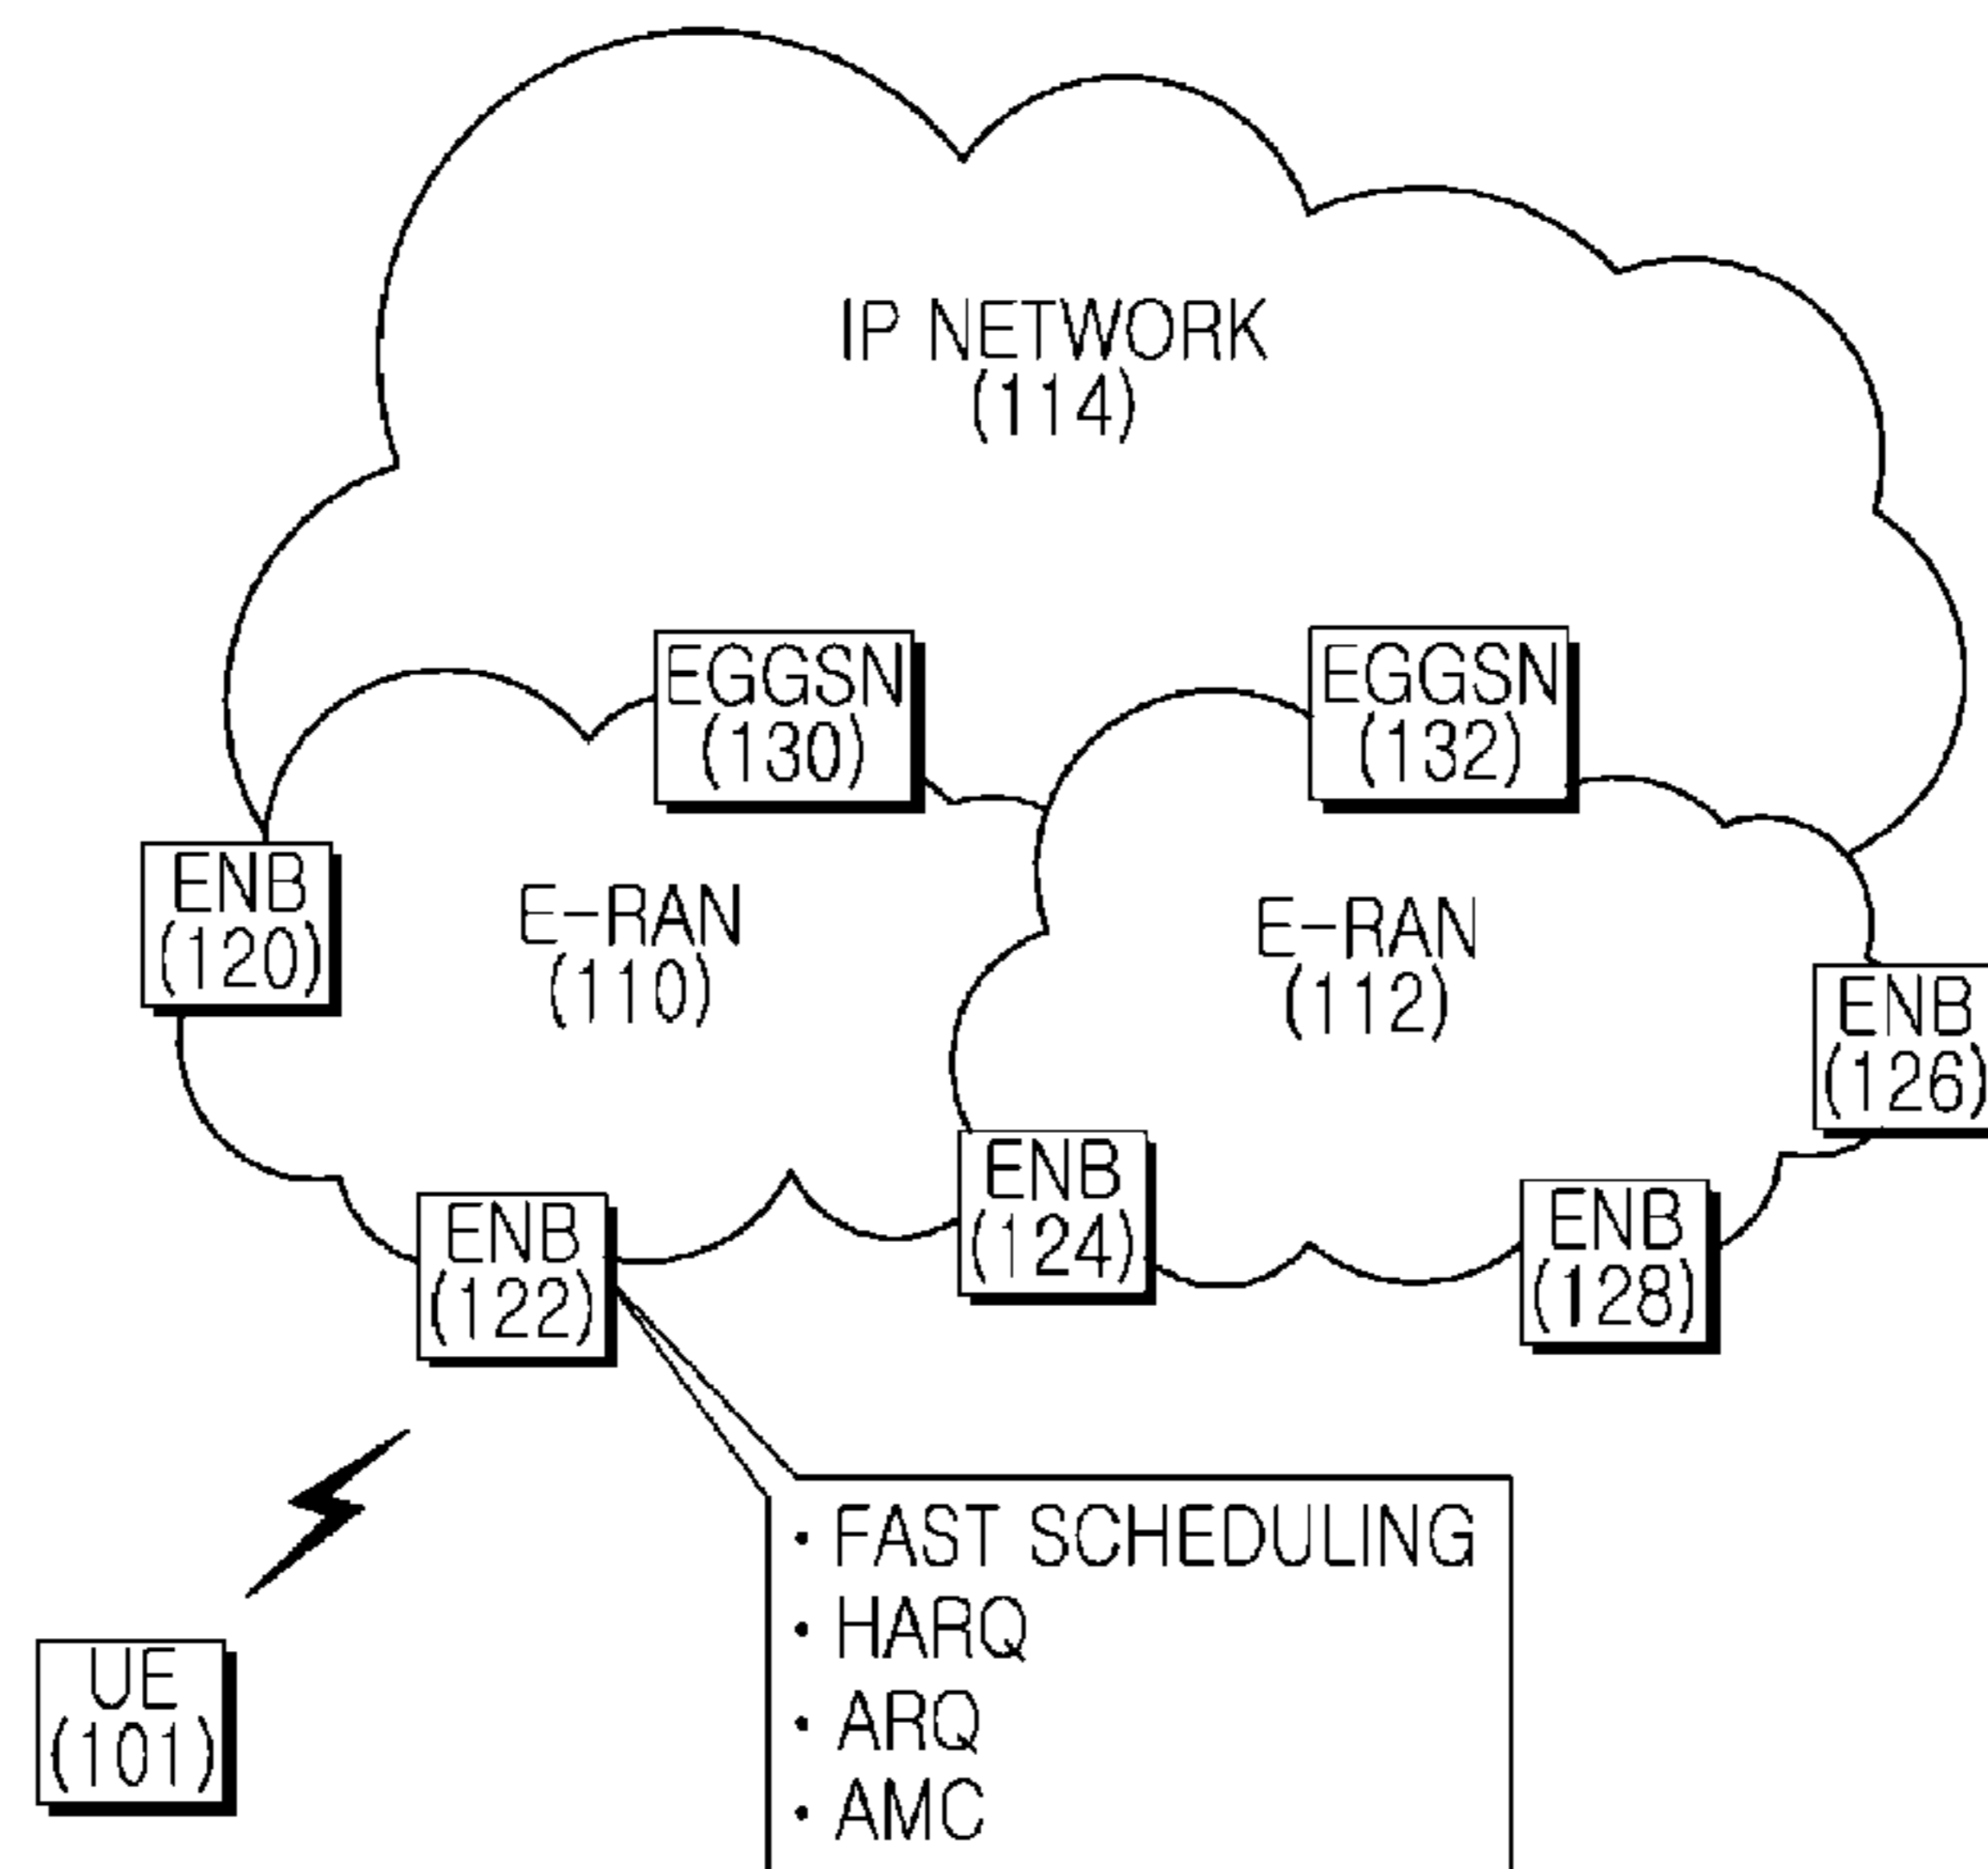 IP NETWORK
(114)
EGGSN
(130)
EGGSN
(132)
ENB
(120)
E-RAN
(110)
E-RAN
(112)
ENB
(126)
ENB
(124)
ENB
(122)
ENB
(128)
• FAST SCHEDULING
• HARQ
• ARQ
• AMC
UE
(101)